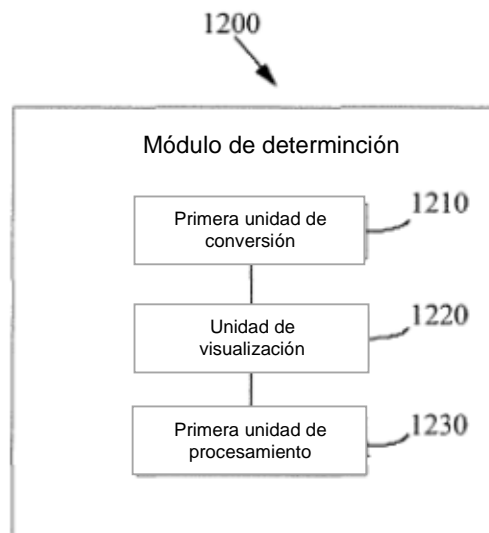 1200
Módulo de determinción
Primera unidad de
conversión
1210
Unidad de
visualización
1220
Primera unidad de
procesamiento
1230